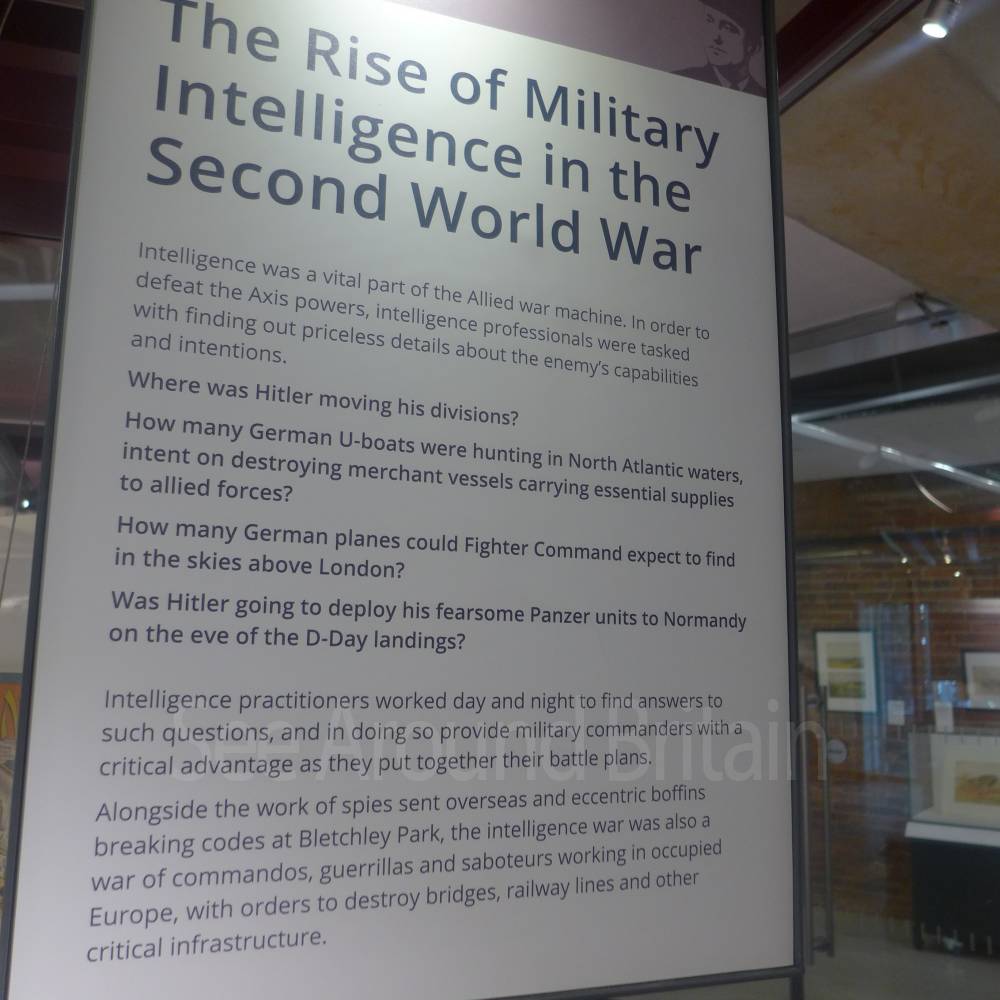 The Rise of Military
Intelligence in the
Second World War
Intelligence was a vital part of the Allied war machine. In order to
defeat the Axis powers, intelligence professionals were tasked
with finding out priceless details about the enemy's capabilities
and intentions.
Where was Hitler moving his divisions?
How many German U-boats were hunting in North Atlantic waters,
intent on destroying merchant vessels carrying essential supplies
to allied forces?
How many German planes could Fighter Command expect to find
in the skies above London?
Was Hitler going to deploy his fearsome Panzer units to Normandy
on the eve of the D-Day landings?
Intelligence practitioners worked day and night to find answers to
such questions, and in doing so provide military commanders with a
critical advantage as they put together their battle plans.
See Around Britain
Alongside the work of spies sent overseas and eccentric boffins
breaking codes at Bletchley Park, the intelligence war was also a
war of commandos, guerrillas and saboteurs working in occupied
Europe, with orders to destroy bridges, railway lines and other
critical infrastructure.